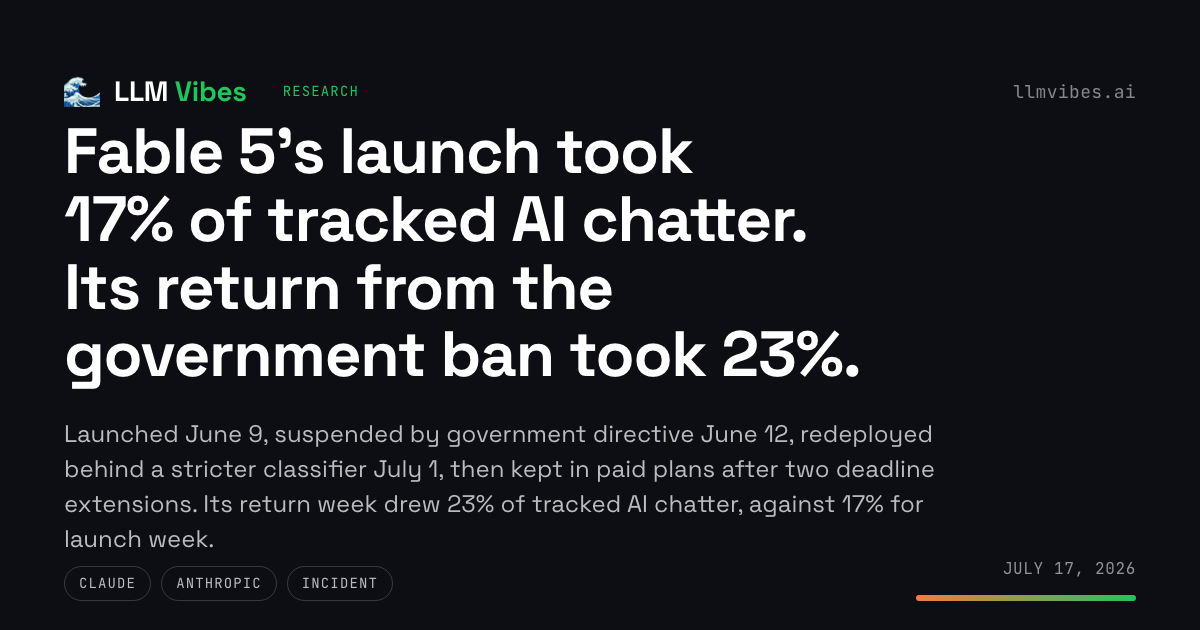 LLM Vibes RESEARCH llmvibes.ai
Fable 5’s launch took
17% of tracked AI chatter.
Its return from the
government ban took 23%.
Launched June 9, suspended by government directive June 12, redeployed
behind a stricter classifier July 1, then kept in paid plans after two deadline
extensions. Its return week drew 23% of tracked AI chatter, against 17% for
launch week.
JULY 17, 2026
CLAUDE ANTHROPIC INCIDENT